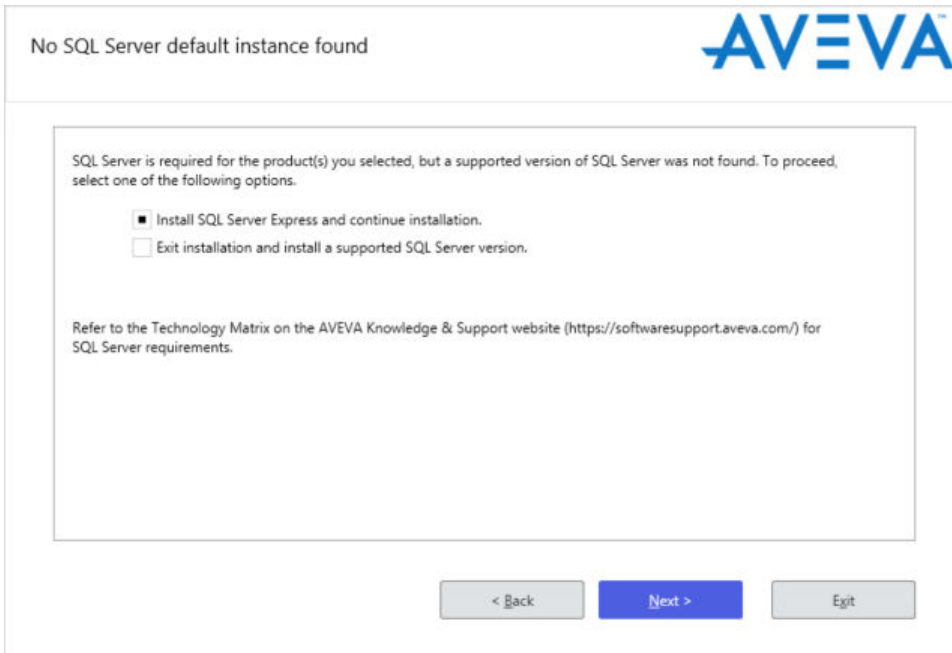 No SQL Server default instance found
AVEVA™
SQL Server is required for the product(s) you selected, but a supported version of SQL Server was not found. To proceed,
select one of the following options.
Install SQL Server Express and continue installation.
Exit installation and install a supported SQL Server version.
Refer to the Technology Matrix on the AVEVA Knowledge & Support website (https://softwaresupport.aveva.com/) for
SQL Server requirements.
< Back
Next >
Exit